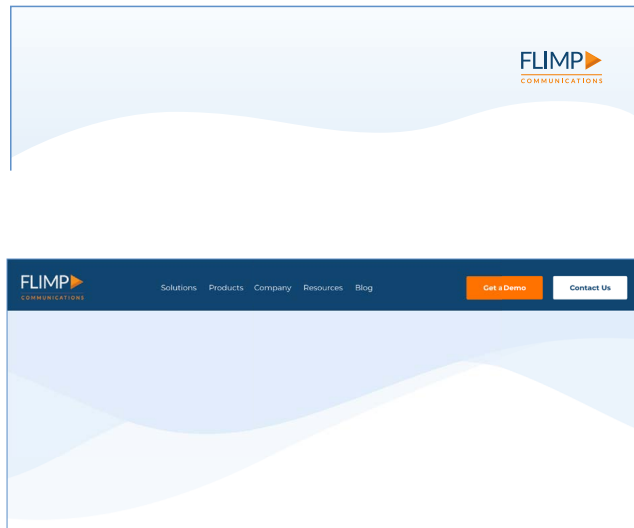 FLIMP
COMMUNICATIONS
FLIMP
COMMUNICATIONS
Solutions Products Company Resources Blog
Get a Demo
Contact Us